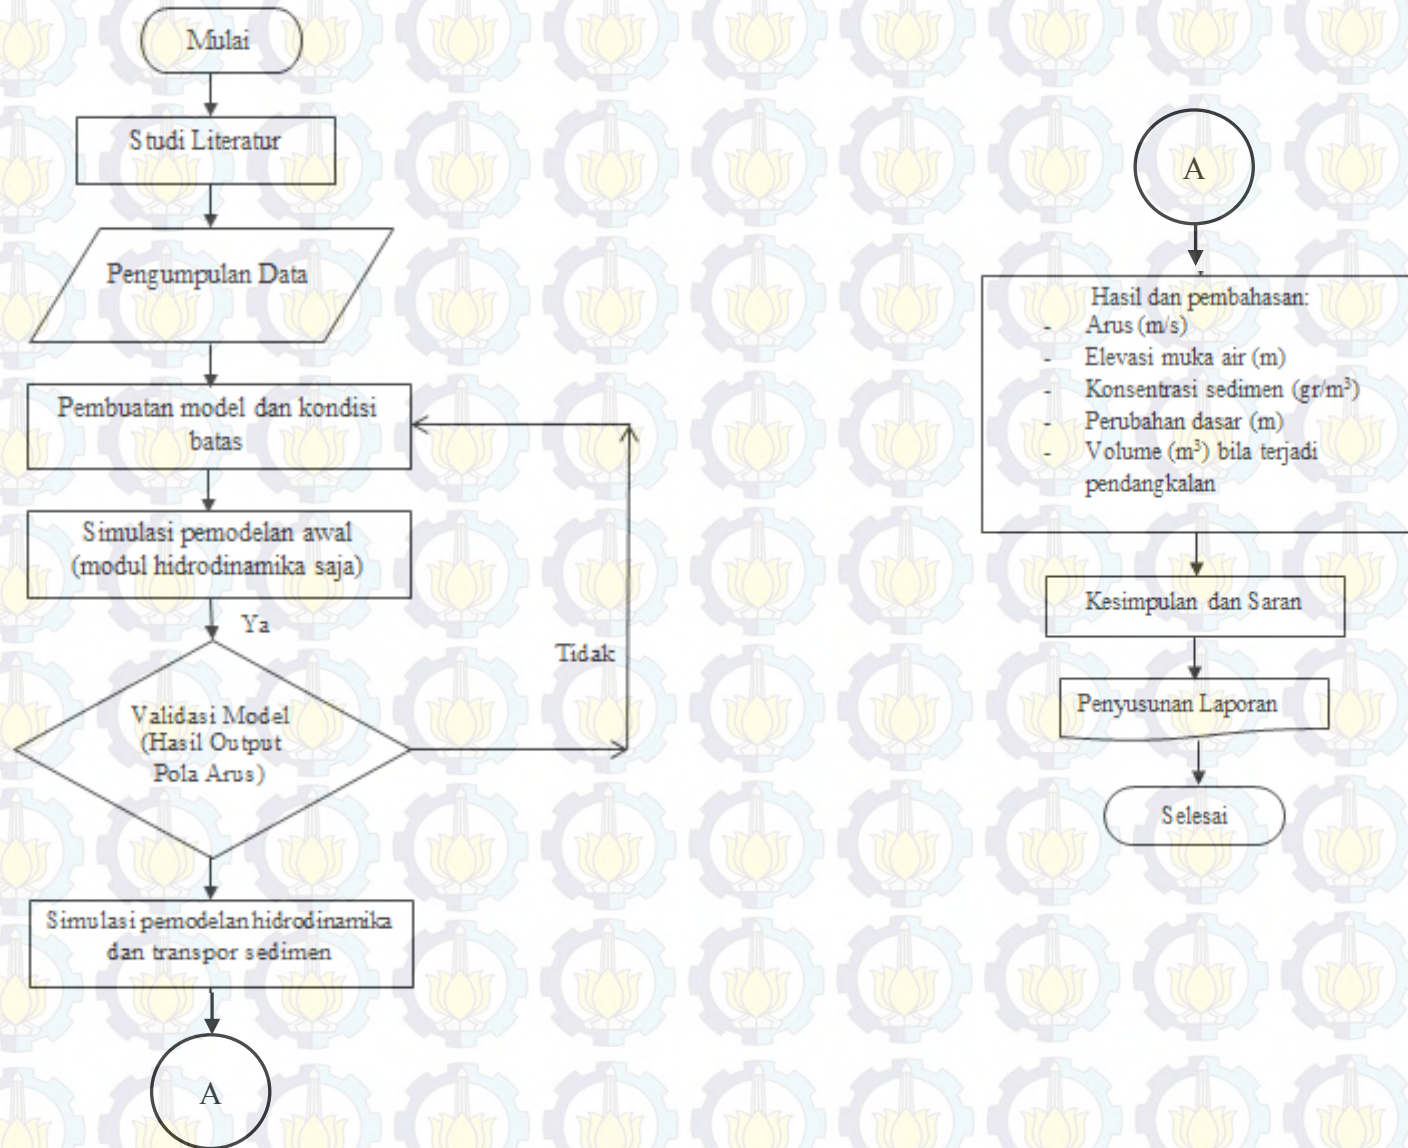 Mulai
Studi Literatur
Pengumpulan Data
Pembuatan model dan kondisi
batas
Simulasi pemodelan awal
(modul hidrodinamika saja)
Ya
Tidak
Validasi Model
(Hasil Output
Pola Arus)
Simulasi pemodelan hidrodinamika
dan transpor sedimen
A
A
Hasil dan pembahasan:
- Arus (m/s)
- Elevasi muka air (m)
- Konsentrasi sedimen (gr/m³)
- Perubahan dasar (m)
- Volume (m³) bila terjadi
pendangkalan
Kesimpulan dan Saran
Penyusunan Laporan
Selesai